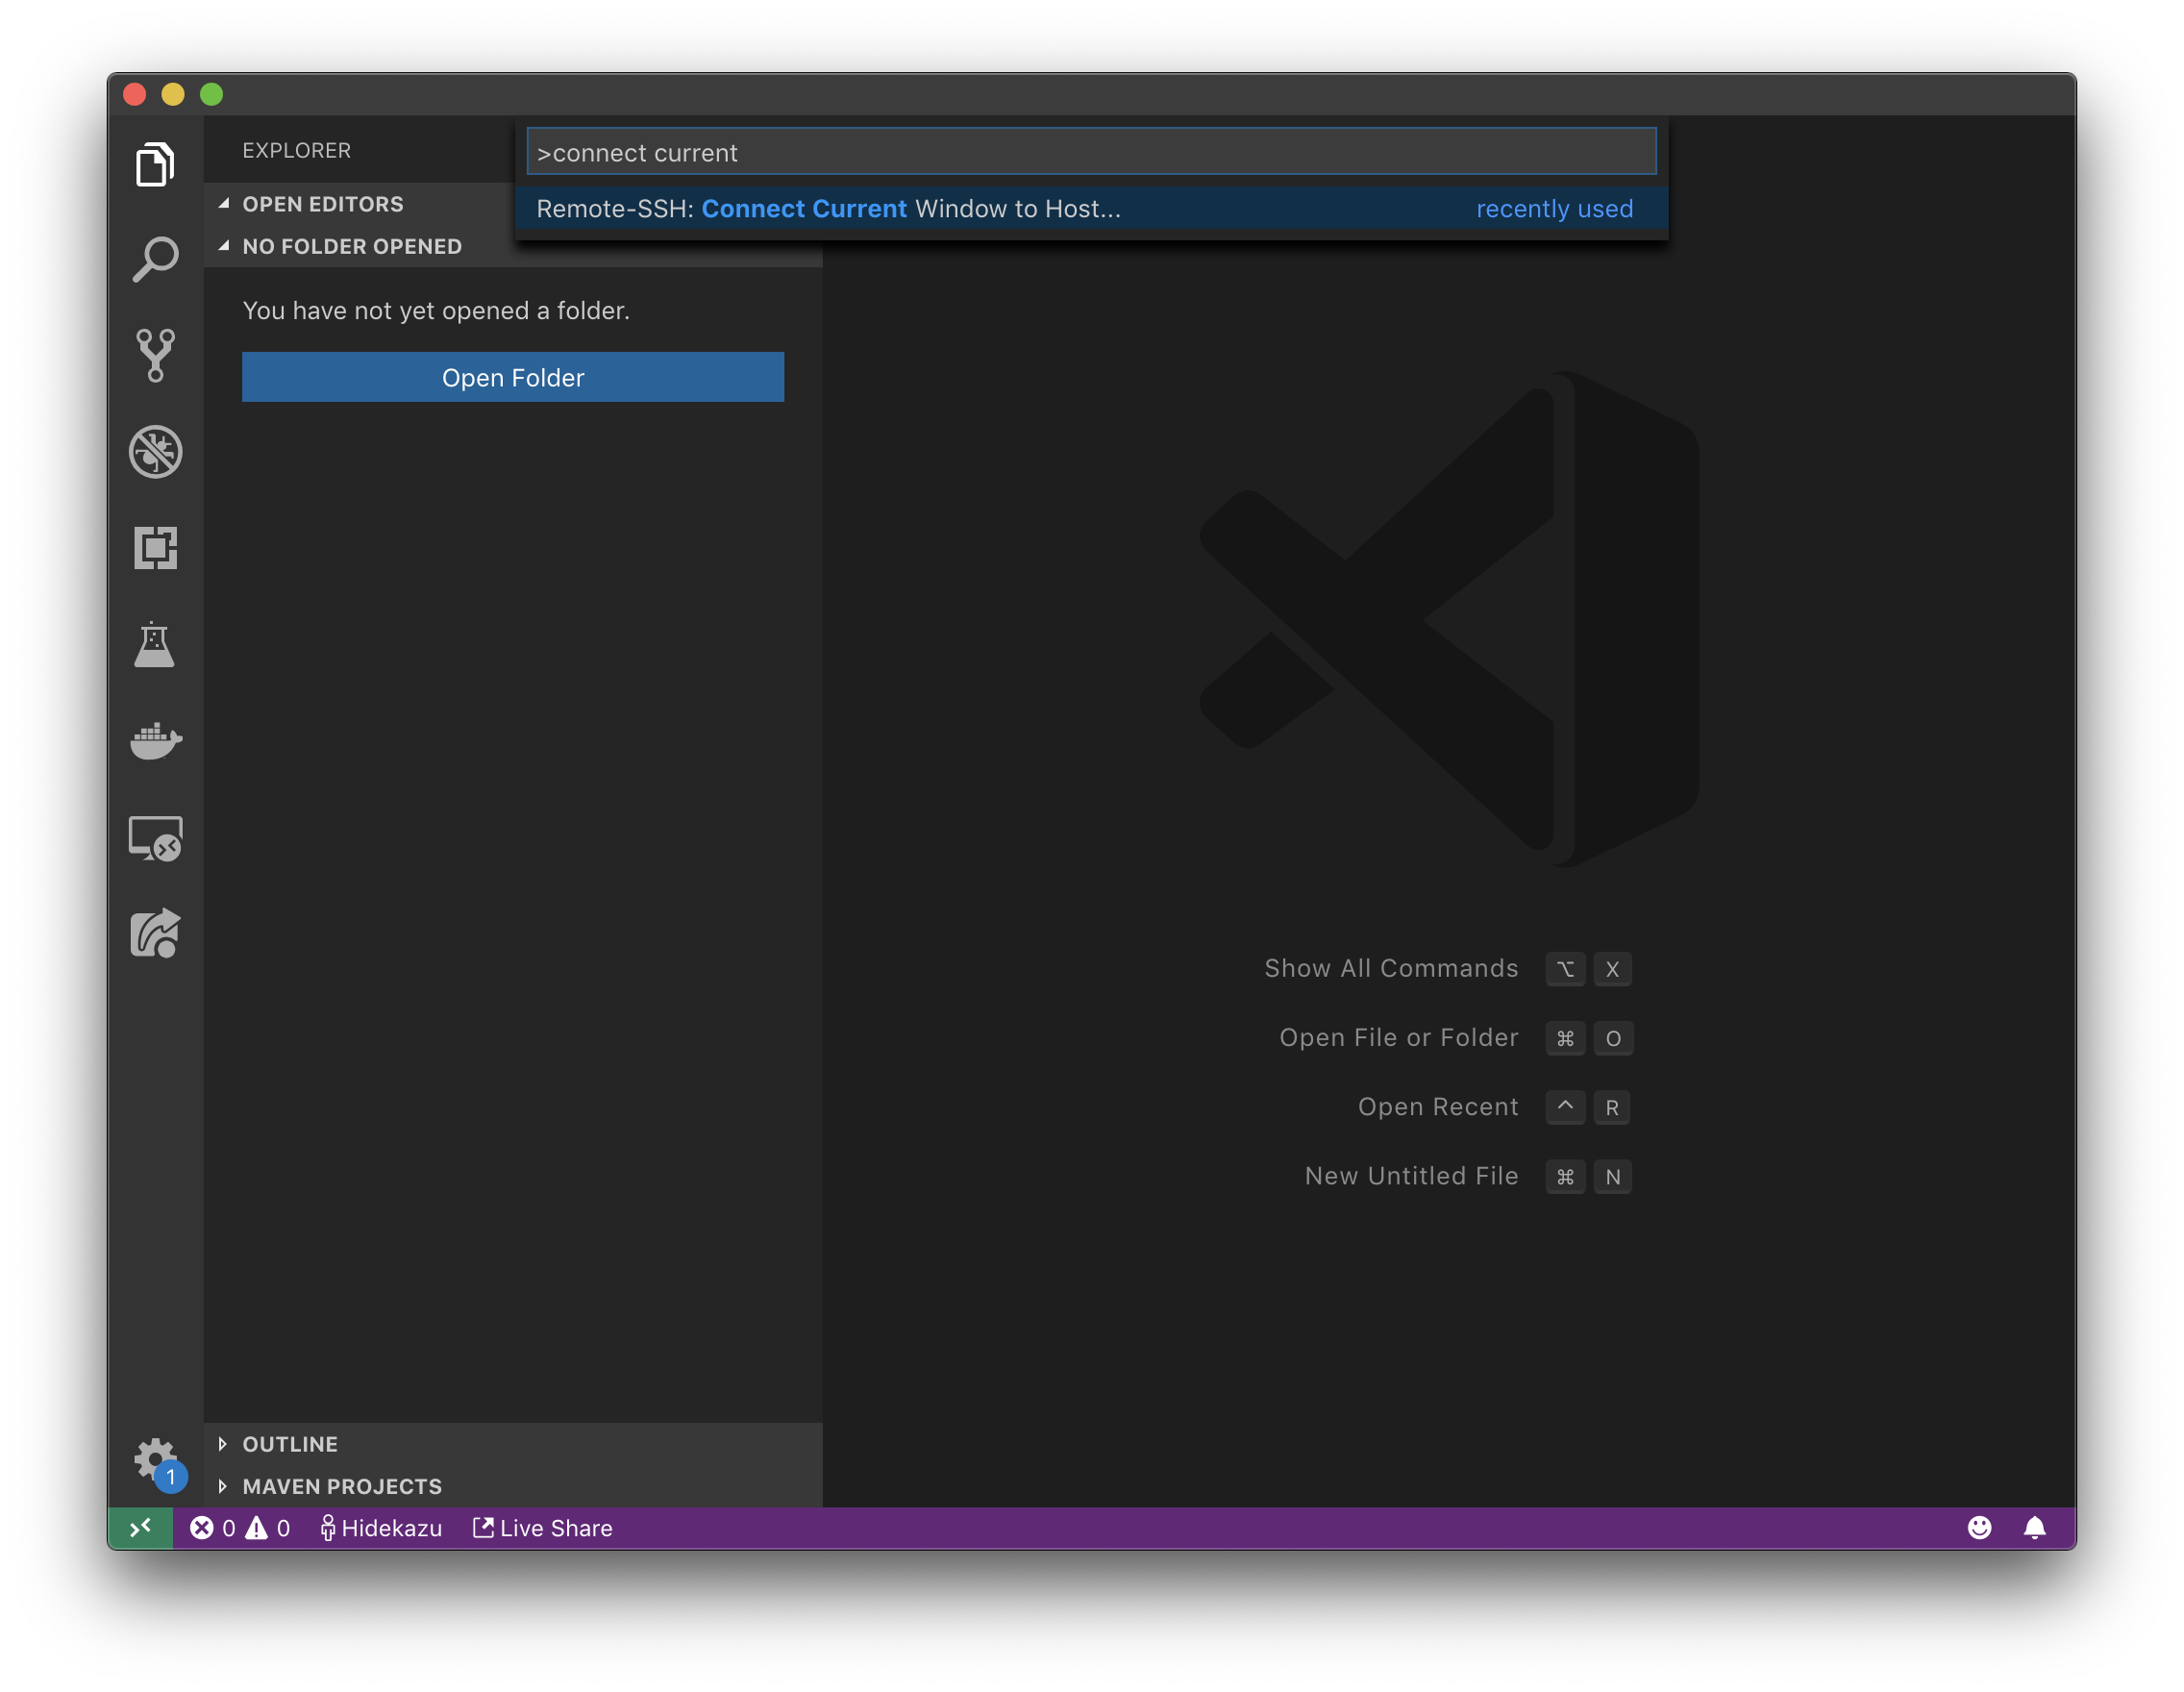 EXPLORER
>connect current
Remote-SSH: Connect Current Window to Host... recently used
OPEN EDITORS
NO FOLDER OPENED
You have not yet opened a folder.
Open Folder
Show All Commands ⌥ X
Open File or Folder ⌘ O
Open Recent ^ R
New Untitled File ⌘ N
OUTLINE
MAVEN PROJECTS
1
0 0 Hidekazu Live Share